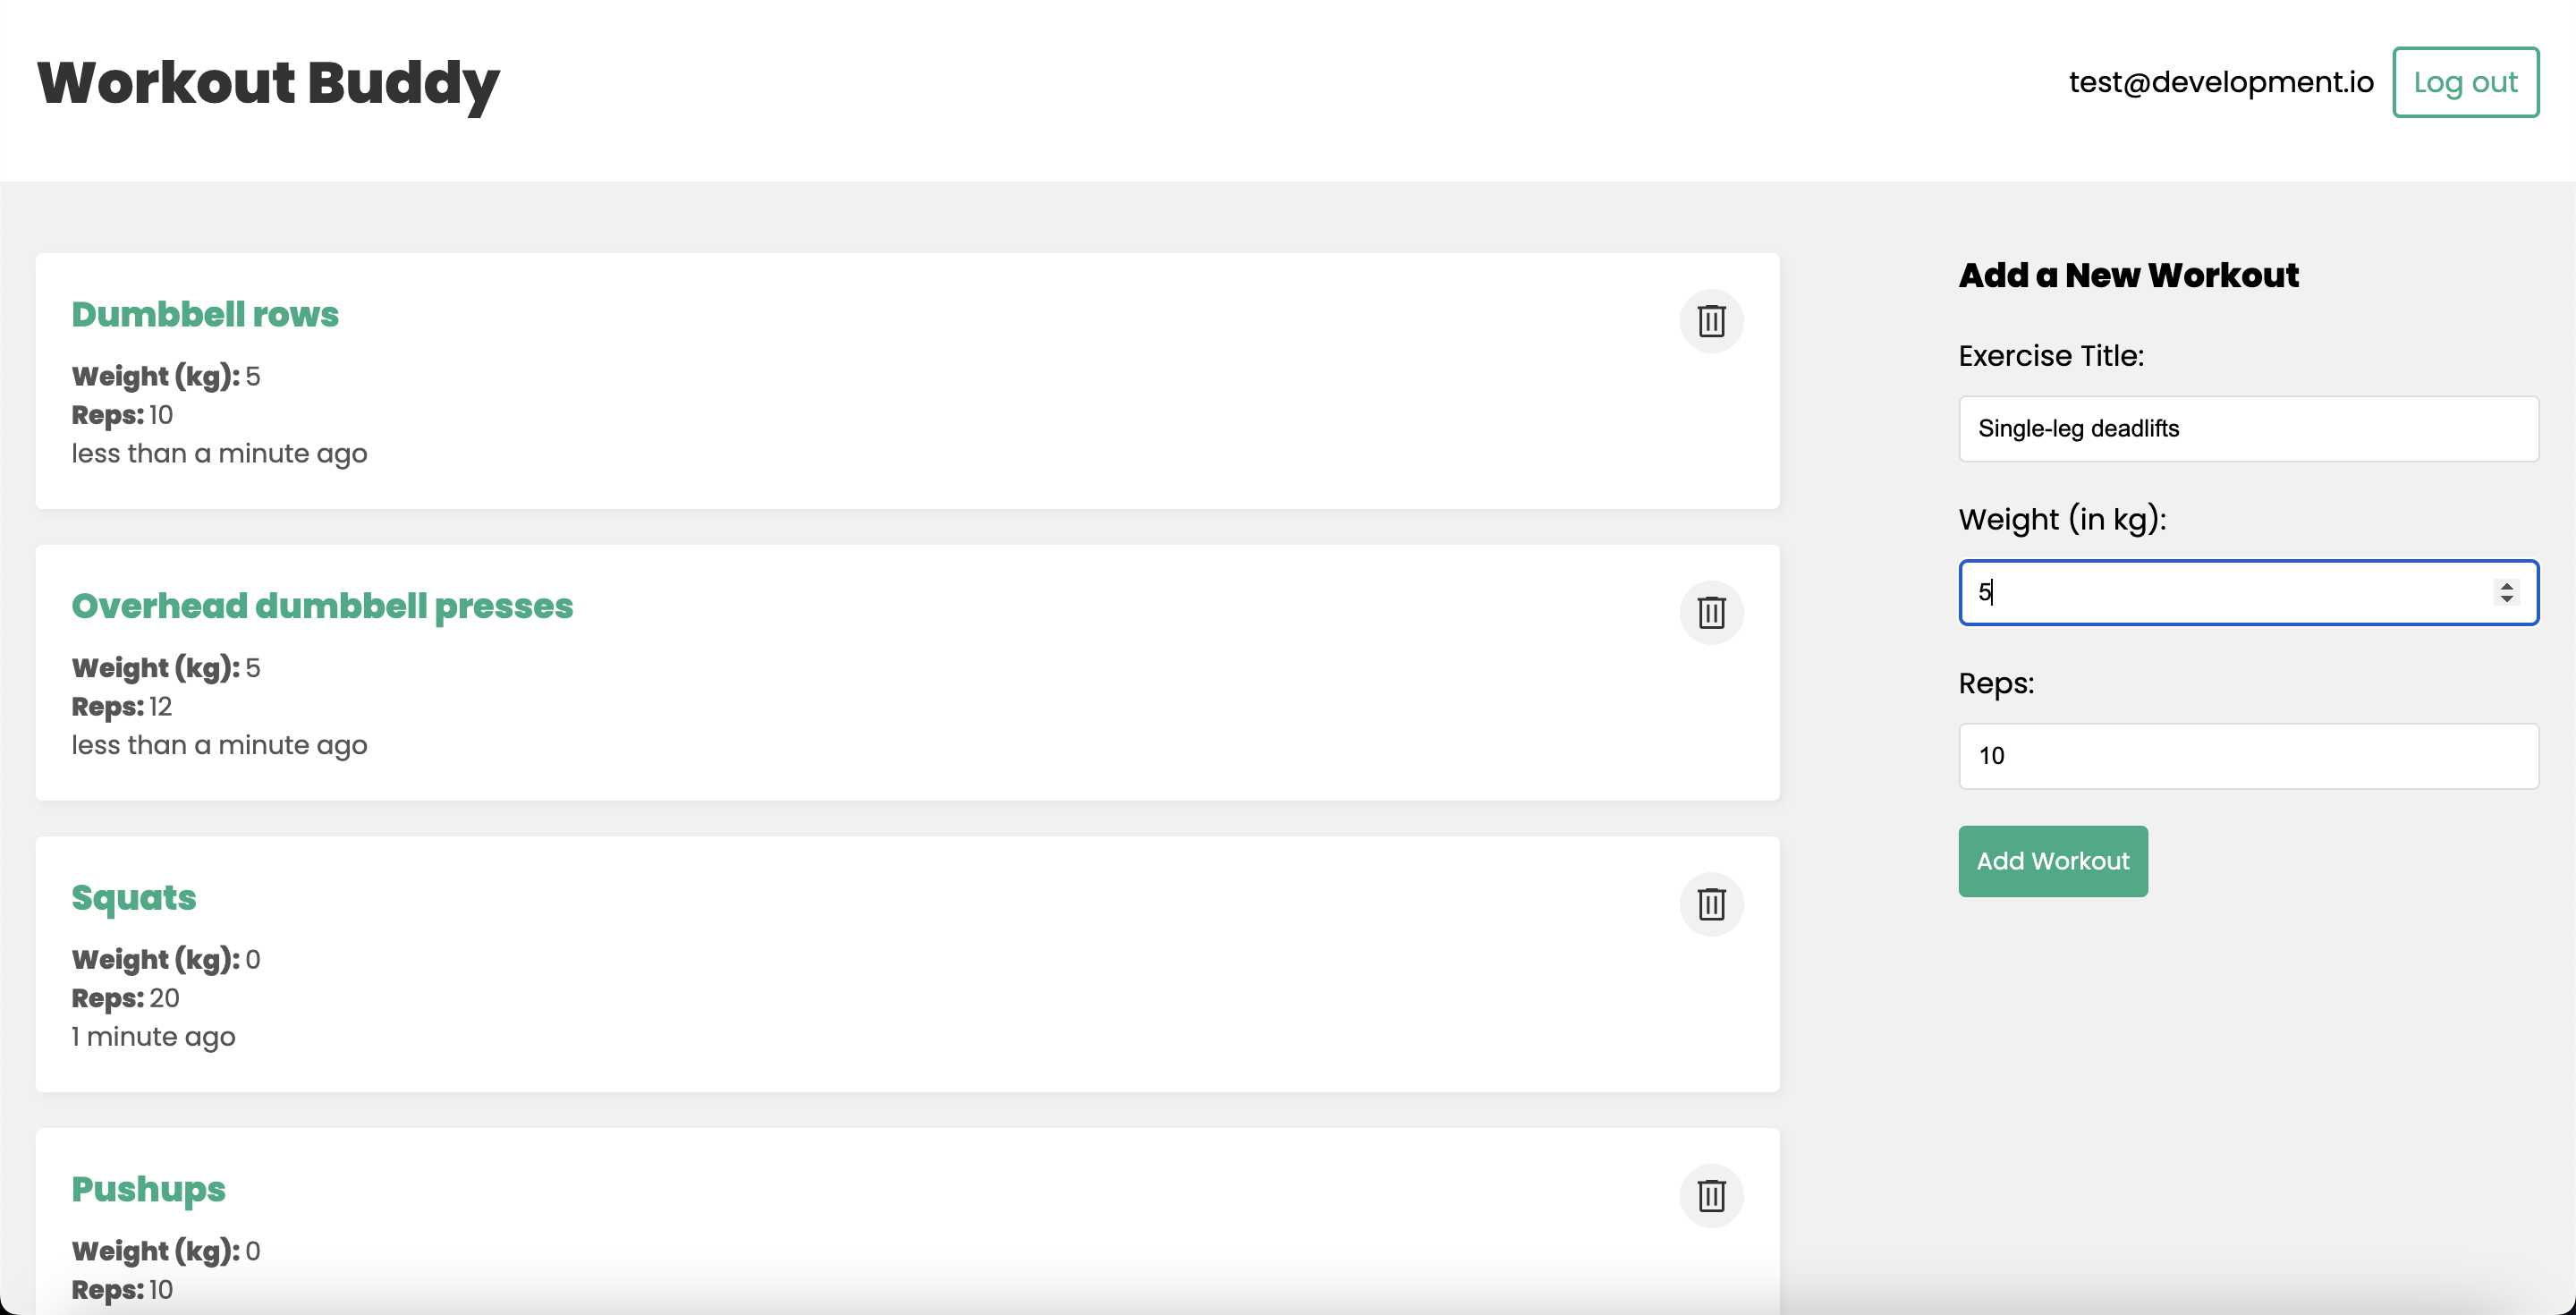 Workout Buddy
test@development.io
Log out
Dumbbell rows
Weight (kg): 5
Reps: 10
less than a minute ago
Overhead dumbbell presses
Weight (kg): 5
Reps: 12
less than a minute ago
Squats
Weight (kg): 0
Reps: 20
1 minute ago
Pushups
Weight (kg): 0
Reps: 10
Add a New Workout
Exercise Title:
Single-leg deadlifts
Weight (in kg):
5
Reps:
10
Add Workout